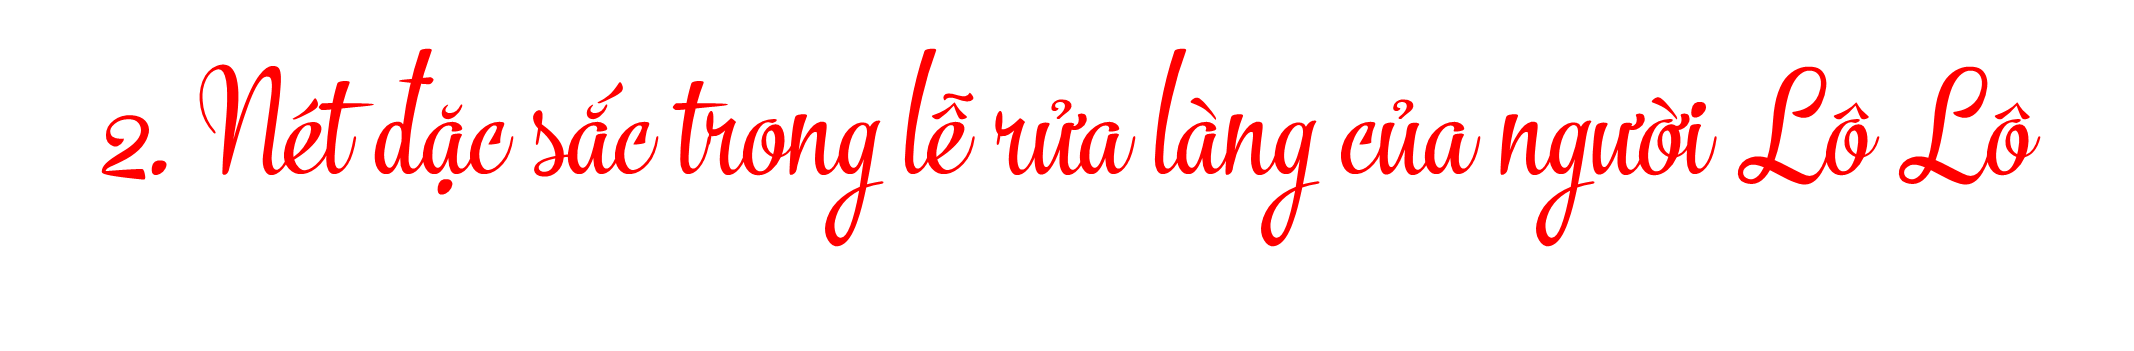 2. Nét đặc sắc trong lễ rửa làng của người Lô Lô